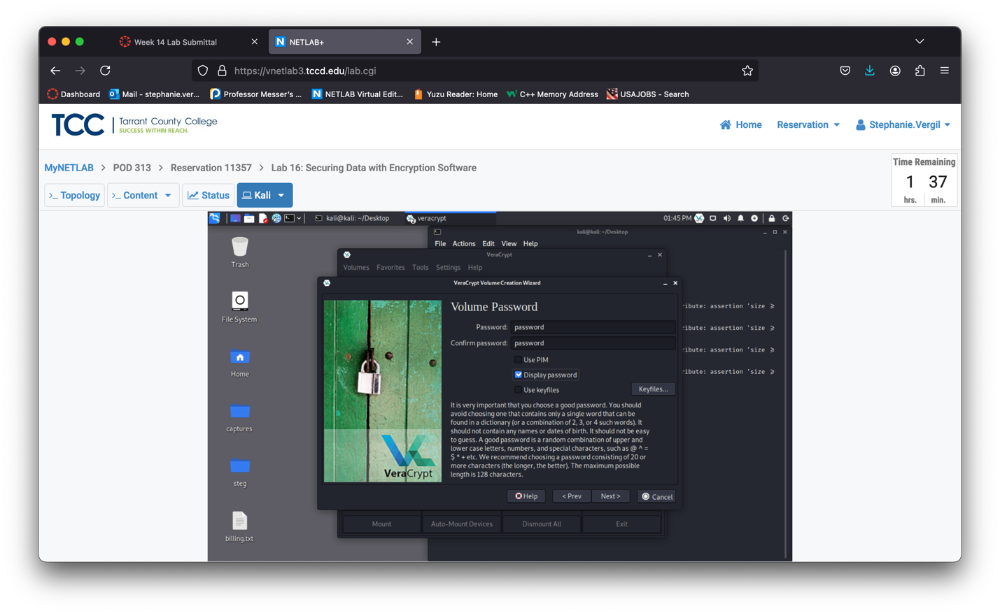 Week 14 Lab Submittal
NETLAB+
https://vnetlab3.tccd.edu/lab.cgi
Dashboard
Mail - stephanie.ver...
Professor Messer's ...
NETLAB Virtual Edit...
Yuzu Reader: Home
C++ Memory Address
USAJOBS - Search
TCC
Tarrant County College
SUCCESS WITHIN REACH.
Home
Reservation
Stephanie.Vergil
MyNETLAB > POD 313 > Reservation 11357 > Lab 16: Securing Data with Encryption Software
Time Remaining
1 37
hrs. min.
>_ Topology
>_ Content
Status
Kali
kali@kali: ~/Desktop
veracrypt
01:45 PM
kali@kali: ~/Desktop
File Actions Edit View Help
VeraCrypt
Volumes Favorites Tools Settings Help
VeraCrypt Volume Creation Wizard
Trash
File System
Home
captures
steg
billing.txt
Volume Password
Password: password
Confirm password: password
Use PIM
Display password
Use keyfiles
Keyfiles...
It is very important that you choose a good password. You should
avoid choosing one that contains only a single word that can be
found in a dictionary (or a combination of 2, 3, or 4 such words). It
should not contain any names or dates of birth. It should not be easy
to guess. A good password is a random combination of upper and
lower case letters, numbers, and special characters, such as @ ^ =
$ * + etc. We recommend choosing a password consisting of 20 or
more characters (the longer, the better). The maximum possible
length is 128 characters.
VeraCrypt
Help
< Prev
Next >
Cancel
ribute: assertion 'size ⩾
ribute: assertion 'size ⩾
ribute: assertion 'size ⩾
ribute: assertion 'size ⩾
Mount
Auto-Mount Devices
Dismount All
Exit